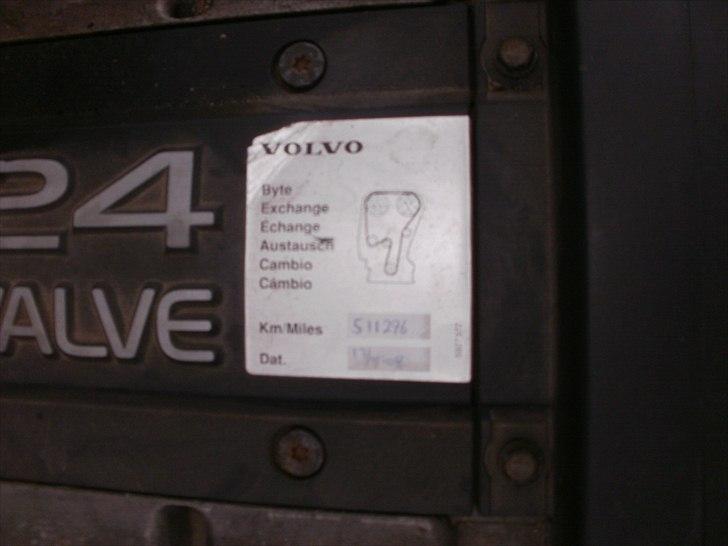 24
VALVE
VOLVO
Byte
Exchange
Échange
Austausch
Cambio
Câmbio
Km/Miles 511296
Dat.